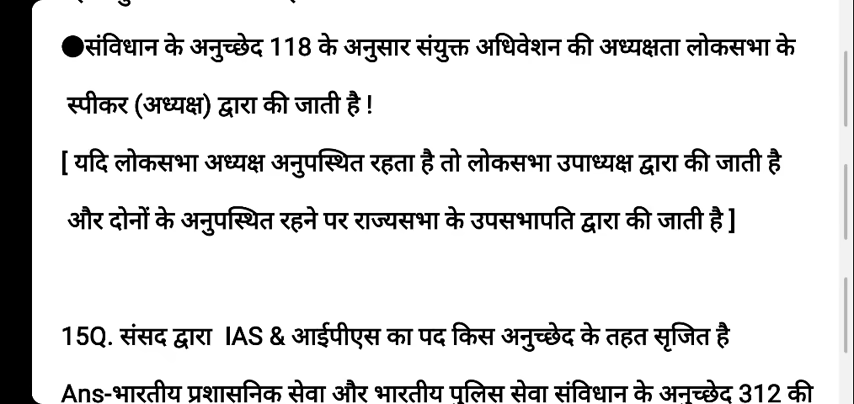 ●संविधान के अनुच्छेद 118 के अनुसार संयुक्त अधिवेशन की अध्यक्षता लोकसभा के
स्पीकर (अध्यक्ष) द्वारा की जाती है !
[ यदि लोकसभा अध्यक्ष अनुपस्थित रहता है तो लोकसभा उपाध्यक्ष द्वारा की जाती है
और दोनों के अनुपस्थित रहने पर राज्यसभा के उपसभापति द्वारा की जाती है ]
15Q. संसद द्वारा IAS & आईपीएस का पद किस अनुच्छेद के तहत सृजित है
Ans-भारतीय प्रशासनिक सेवा और भारतीय पुलिस सेवा संविधान के अनुच्छेद 312 की